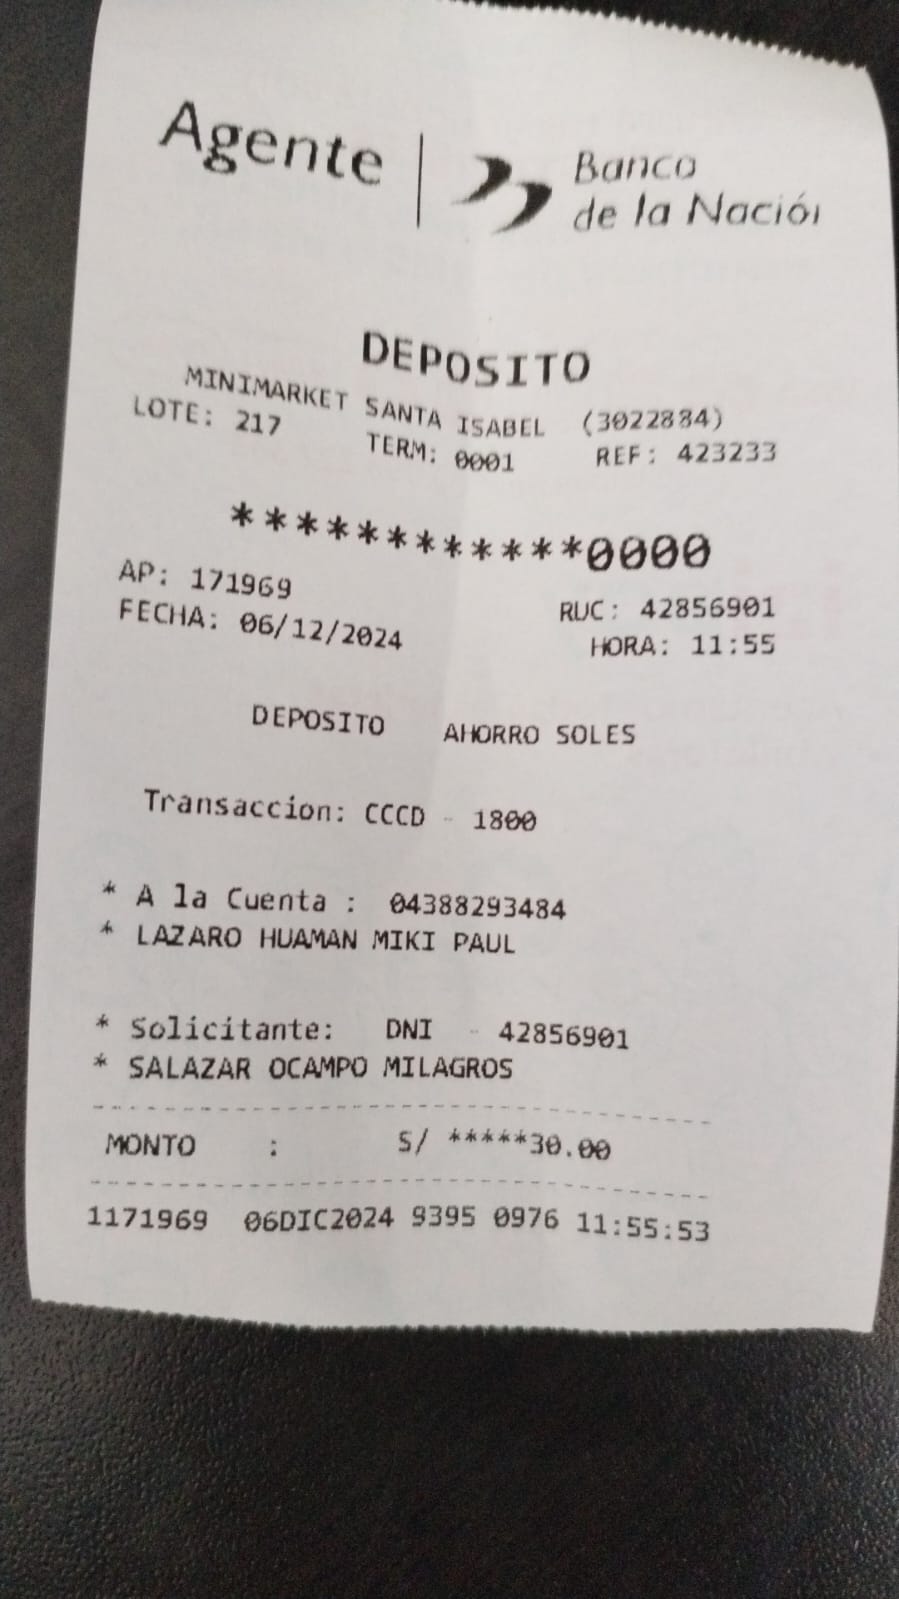 Agente | Banco
de la Nación
DEPOSITO
MINIMARKET SANTA ISABEL (3022884)
LOTE: 217 TERM: 0001 REF: 423233
************0000
AP: 171969 RUC: 42856901
FECHA: 06/12/2024 HORA: 11:55
DEPOSITO AHORRO SOLES
Transaccion: CCCD - 1800
* A la Cuenta : 04388293484
* LAZARO HUAMAN MIKI PAUL
* Solicitante: DNI - 42856901
* SALAZAR OCAMPO MILAGROS
MONTO : S/ *****30.00
1171969 06DIC2024 9395 0976 11:55:53